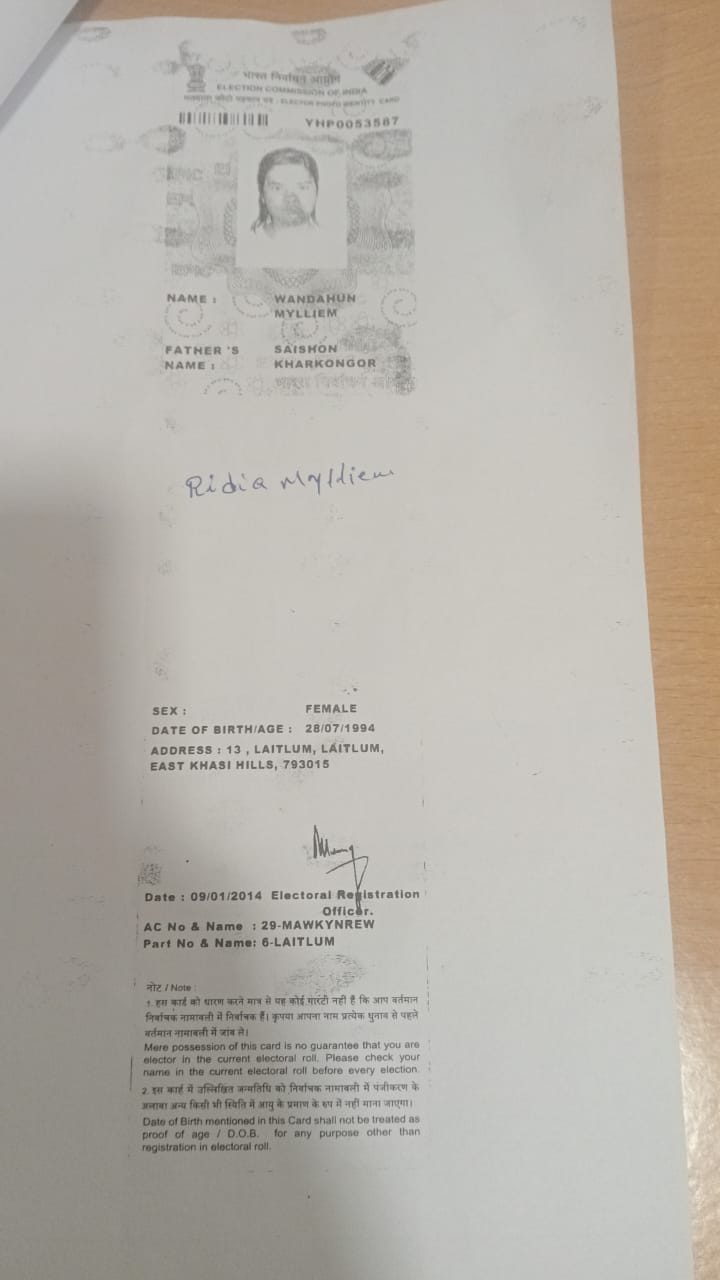 भारत निर्वाचन आयोग
ELECTION COMMISSION OF INDIA
ELECTOR PHOTO IDENTITY CARD
YHP0053587
NAME : WANDAHUN
MYLLIEM
FATHER'S SAISHON
NAME : KHARKONGOR
Ridia Mylliem
SEX : FEMALE
DATE OF BIRTH/AGE : 28/07/1994
ADDRESS : 13 , LAITLUM, LAITLUM,
EAST KHASI HILLS, 793015
Date : 09/01/2014 Electoral Registration
Officer.
AC No & Name : 29-MAWKYNREW
Part No & Name: 6-LAITLUM
नोट / Note :
1. इस कार्ड को धारण करने मात्र से यह कोई गारंटी नहीं है कि आप वर्तमान
निर्वाचक नामावली में निर्वाचक हैं। कृपया आपना नाम प्रत्येक चुनाव से पहले
वर्तमान नामावली में जांच ले।
Mere possession of this card is no guarantee that you are
elector in the current electoral roll. Please check your
name in the current electoral roll before every election.
2. इस कार्ड में उल्लिखित जन्मतिथि को निर्वाचक नामावली में पंजीकरण के
अलावा अन्य किसी भी स्थिति में आयु के प्रमाण के रुप में नहीं माना जाएगा।
Date of Birth mentioned in this Card shall not be treated as
proof of age / D.O.B. for any purpose other than
registration in electoral roll.